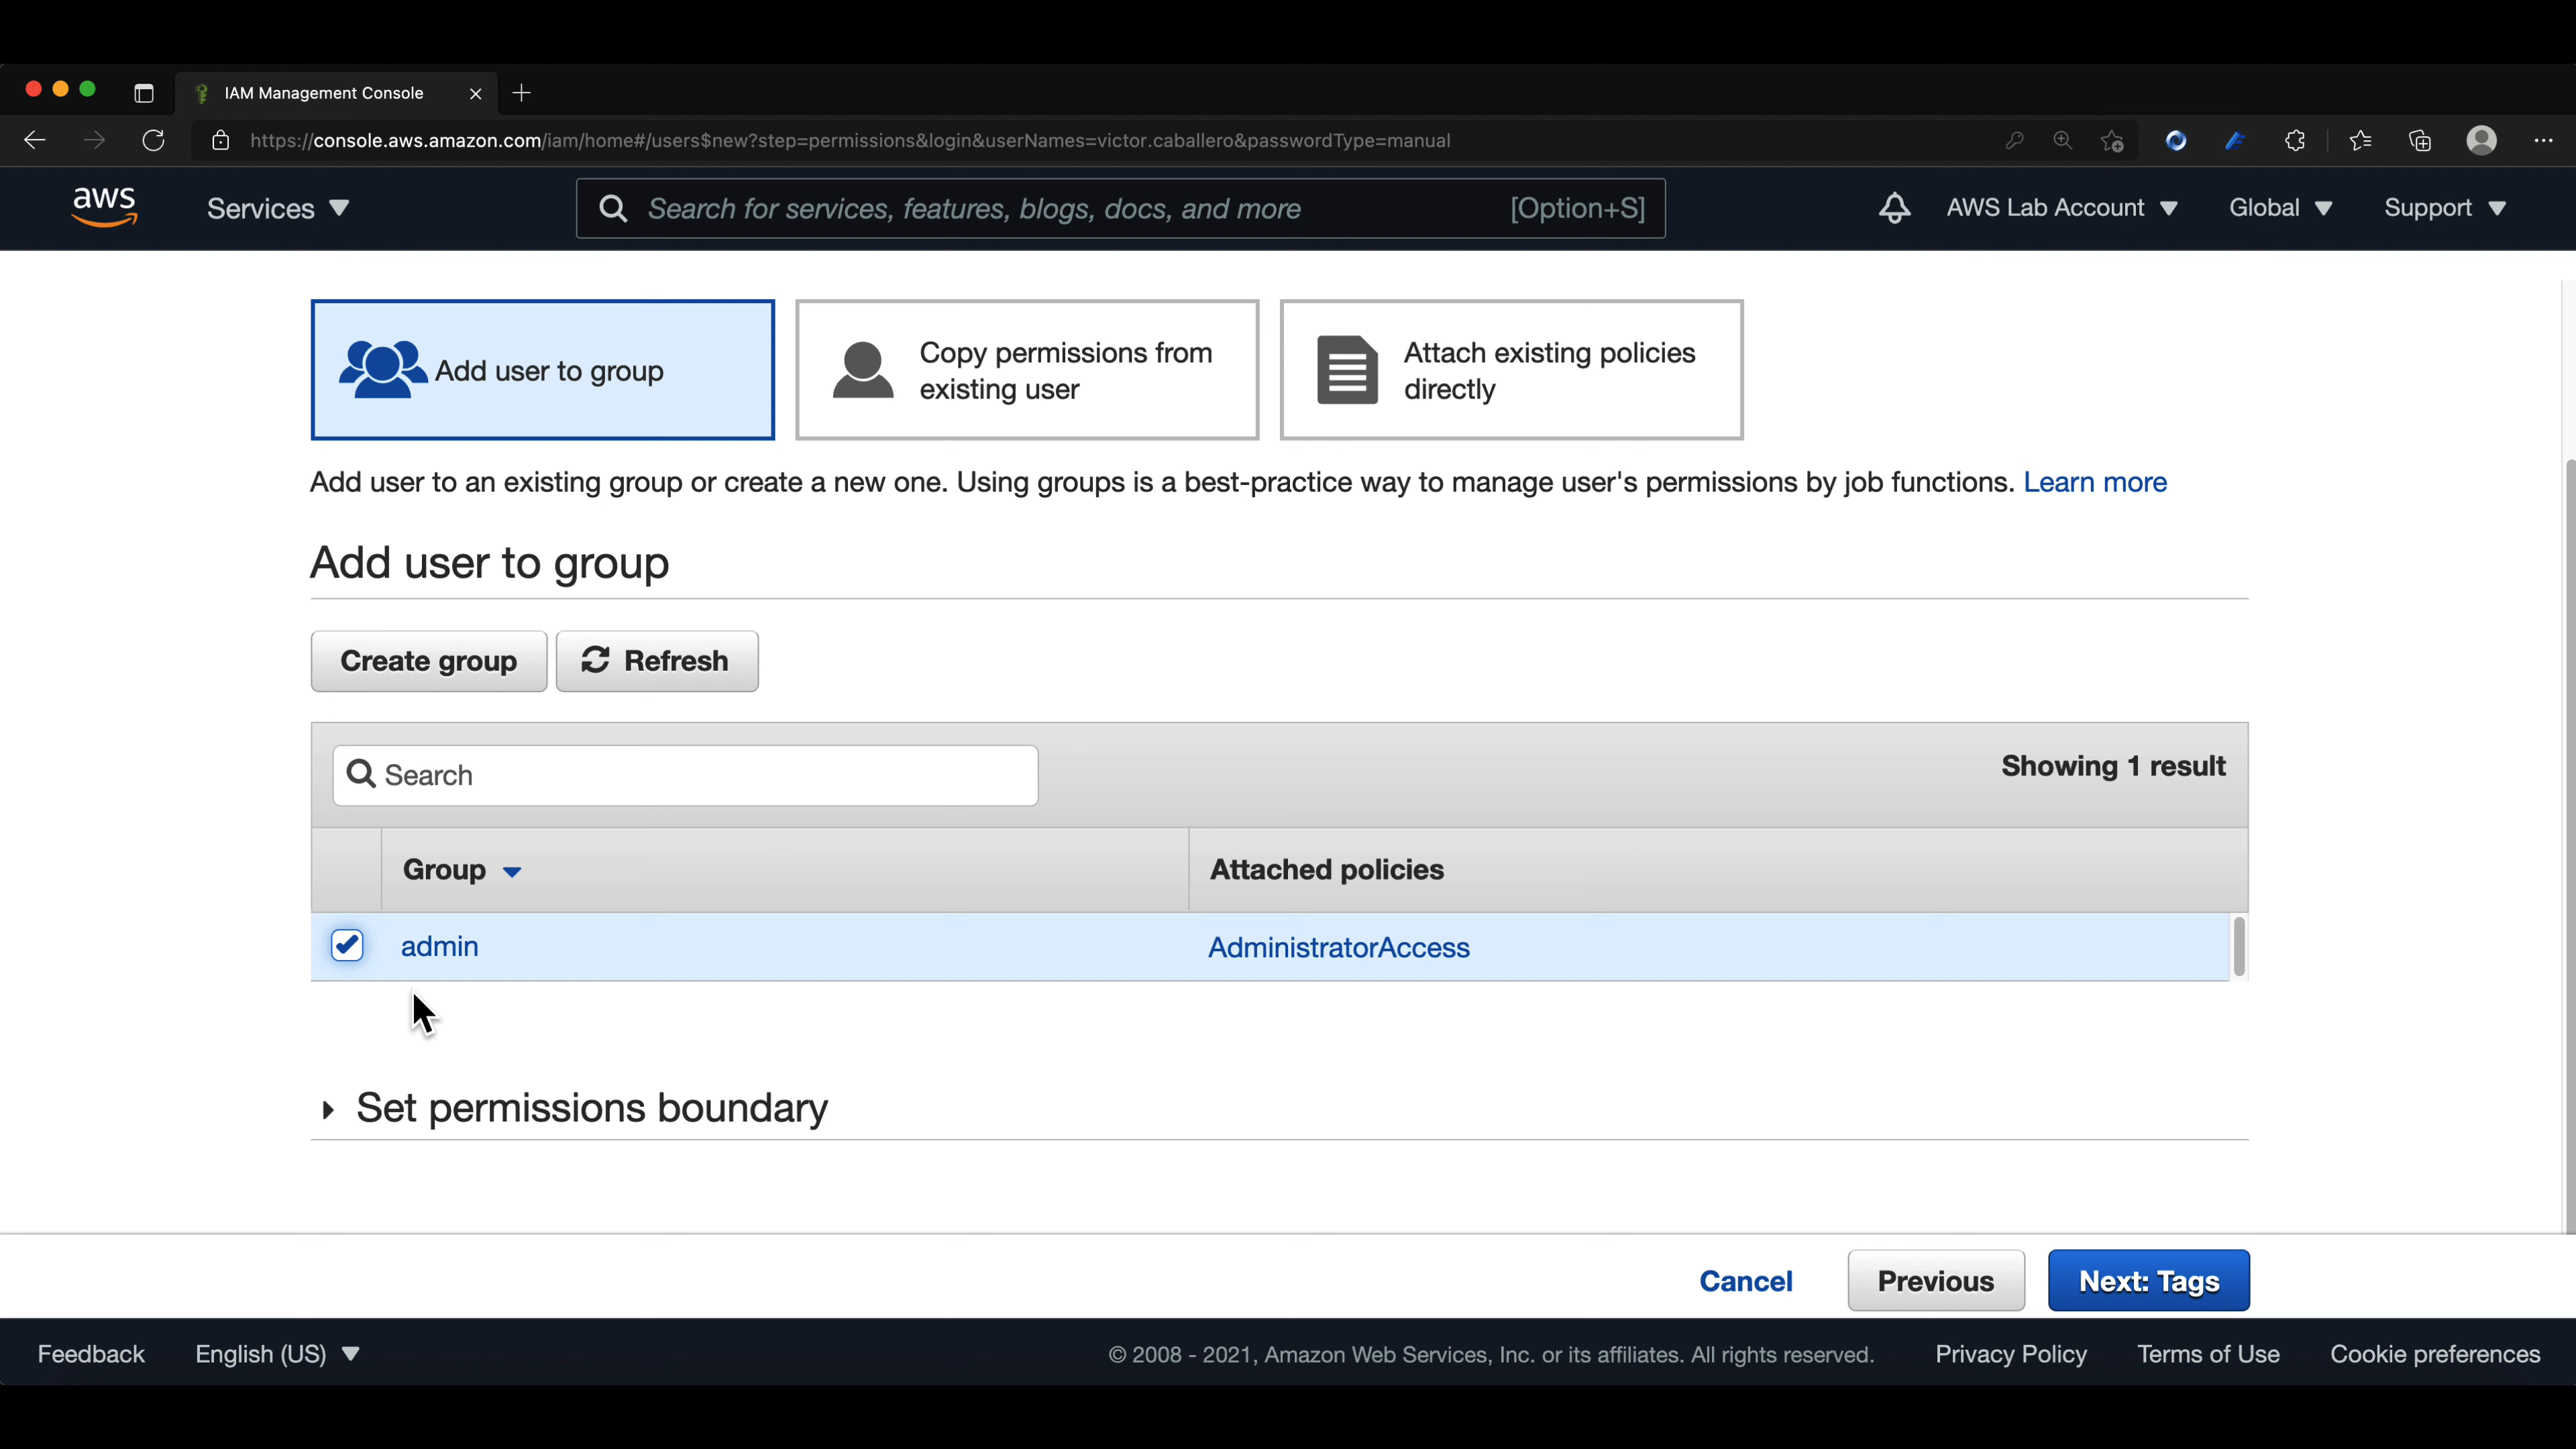 IAM Management Console
https://console.aws.amazon.com/iam/home#/users$new?step=permissions&login&userNames=victor.caballero&passwordType=manual
aws Services Search for services, features, blogs, docs, and more [Option+S] AWS Lab Account Global Support
Add user to group
Copy permissions from
existing user
Attach existing policies
directly
Add user to an existing group or create a new one. Using groups is a best-practice way to manage user's permissions by job functions. Learn more
Add user to group
Create group Refresh
Search Showing 1 result
Group Attached policies
admin AdministratorAccess
Set permissions boundary
Cancel Previous Next: Tags
Feedback English (US) © 2008 - 2021, Amazon Web Services, Inc. or its affiliates. All rights reserved. Privacy Policy Terms of Use Cookie preferences